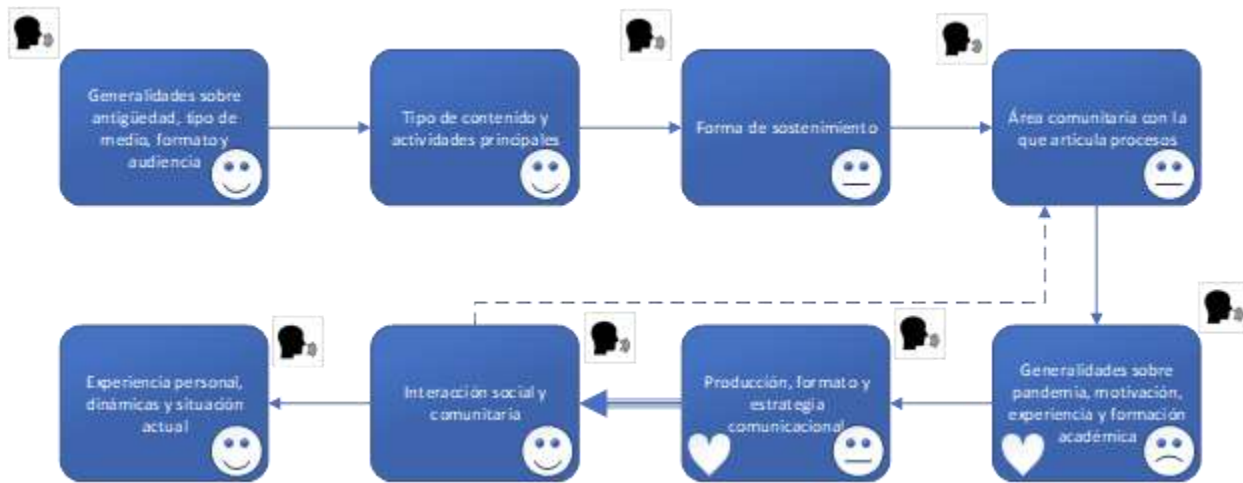 Generalidades sobre
antigüedad, tipo de
medio, formato y
audiencia
Tipo de contenido y
actividades principales
Forma de sostenimiento
Área comunitaria con la
que articula procesos
Generalidades sobre
pandemia, motivación,
experiencia y formación
académica
Producción, formato y
estrategia
comunicacional
Interacción social y
comunitaria
Experiencia personal,
dinámicas y situación
actual